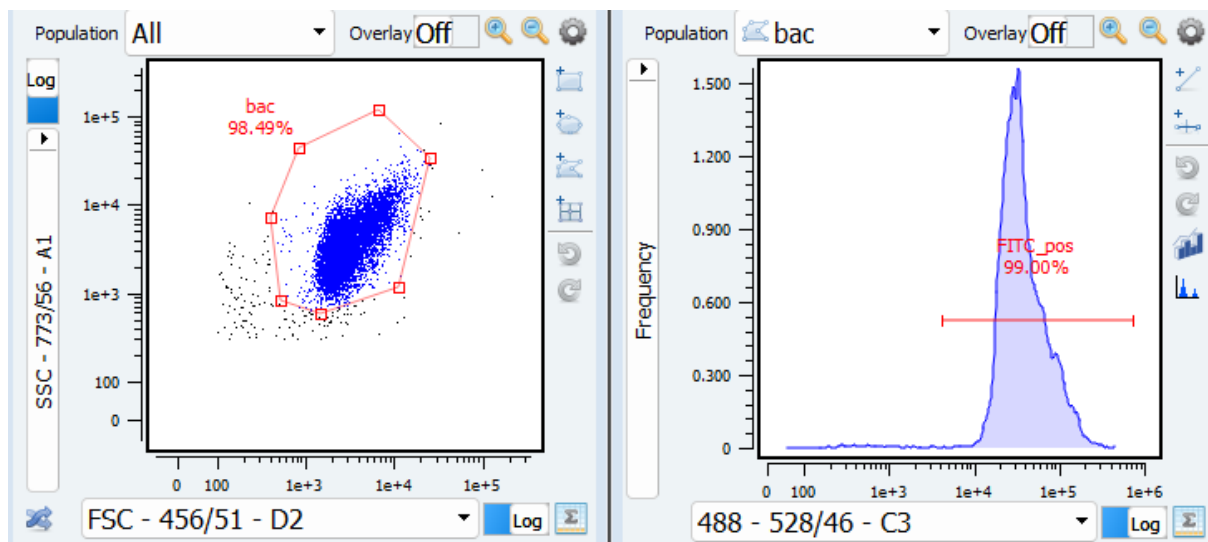 Population All Overlay Off
Log
bac
98.49%
1e+5
1e+4
1e+3
100
0
SSC - 773/56 - A1
0 100 1e+3 1e+4 1e+5
FSC - 456/51 - D2 Log Σ
Population bac Overlay Off
1.500
1.200
0.900
0.600
0.300
0
FITC_pos
99.00%
Frequency
0 100 1e+3 1e+4 1e+5 1e+6
488 - 528/46 - C3 Log Σ